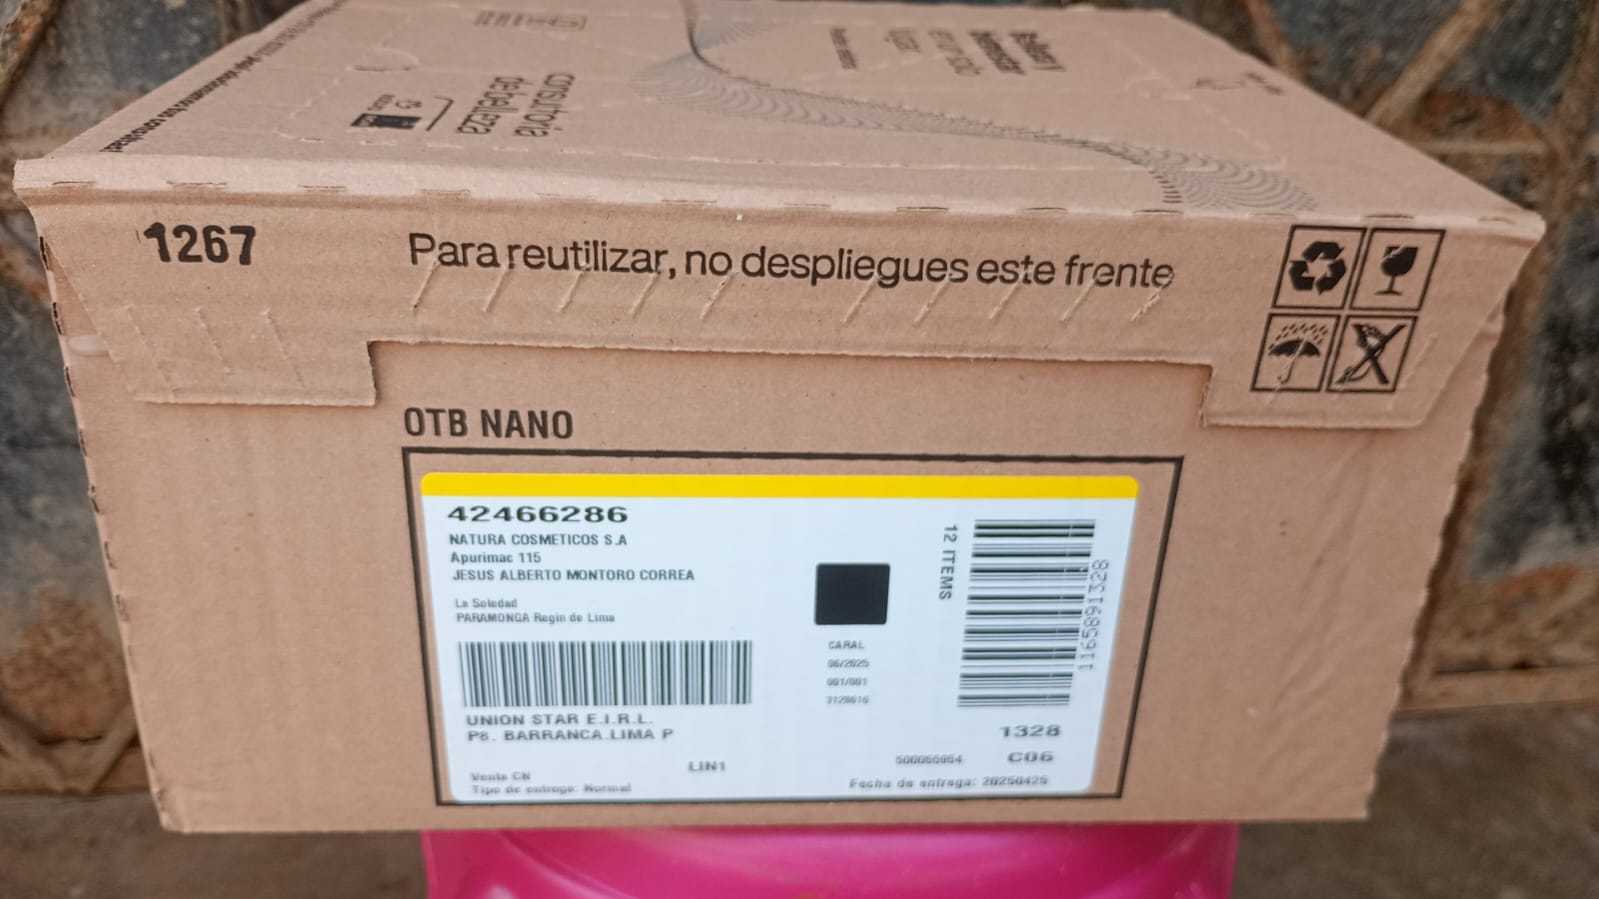 consultoría
de belleza
1267
Para reutilizar, no despliegues este frente
OTB NANO
42466286
NATURA COSMETICOS S.A
Apurimac 115
JESUS ALBERTO MONTORO CORREA
La Soledad
PARAMONGA Regin de Lima
12 ITEMS
1165891328
CARAL
06/2025
001/001
UNION STAR E.I.R.L.
P8. BARRANCA.LIMA P
1328
LIN1
C06
Venta CN
Tipo de entrega: Normal
Fecha de entrega: 20250425